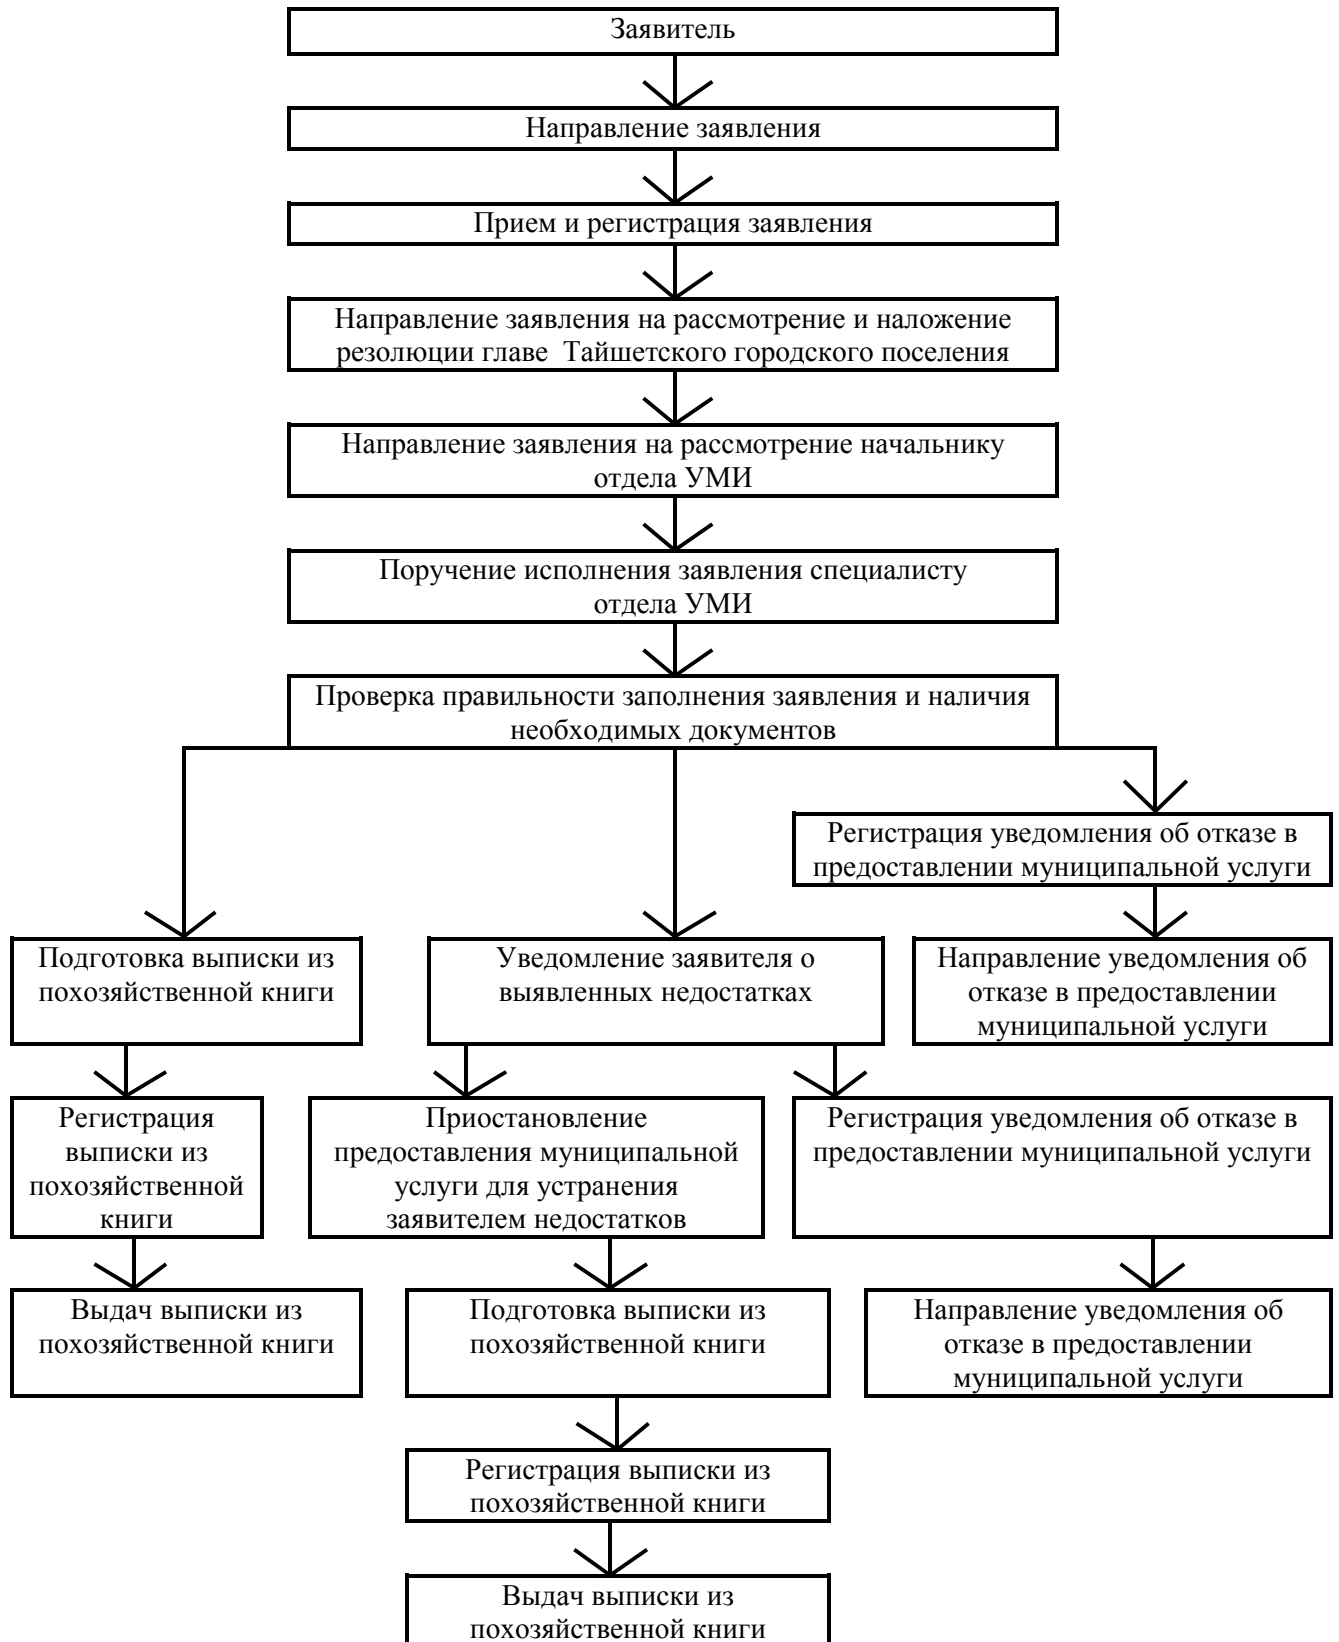 Заявитель
Направление заявления
Прием и регистрация заявления
Направление заявления на рассмотрение и наложение
резолюции главе Тайшетского городского поселения
Направление заявления на рассмотрение начальнику
отдела УМИ
Поручение исполнения заявления специалисту
отдела УМИ
Проверка правильности заполнения заявления и наличия
необходимых документов
Регистрация уведомления об отказе в
предоставлении муниципальной услуги
Подготовка выписки из
похозяйственной книги
Уведомление заявителя о
выявленных недостатках
Направление уведомления об
отказе в предоставлении
муниципальной услуги
Регистрация
выписки из
похозяйственной
книги
Приостановление
предоставления муниципальной
услуги для устранения
заявителем недостатков
Регистрация уведомления об отказе в
предоставлении муниципальной услуги
Выдач выписки из
похозяйственной книги
Подготовка выписки из
похозяйственной книги
Направление уведомления об
отказе в предоставлении
муниципальной услуги
Регистрация выписки из
похозяйственной книги
Выдач выписки из
похозяйственной книги